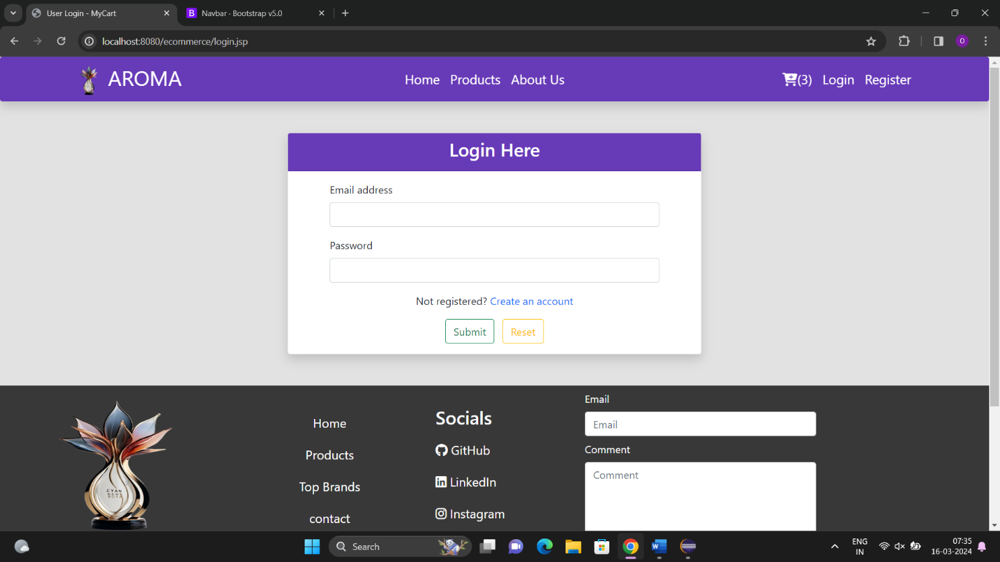 User Login - MyCart
B Navbar · Bootstrap v5.0
localhost:8080/ecommerce/login.jsp
O
AROMA
Home Products About Us
(3) Login Register
Login Here
Email address
Password
Not registered? Create an account
Submit Reset
Home
Products
Top Brands
contact
Socials
GitHub
LinkedIn
Instagram
Email
Email
Comment
Comment
Search
ENG
IN
07:35
16-03-2024